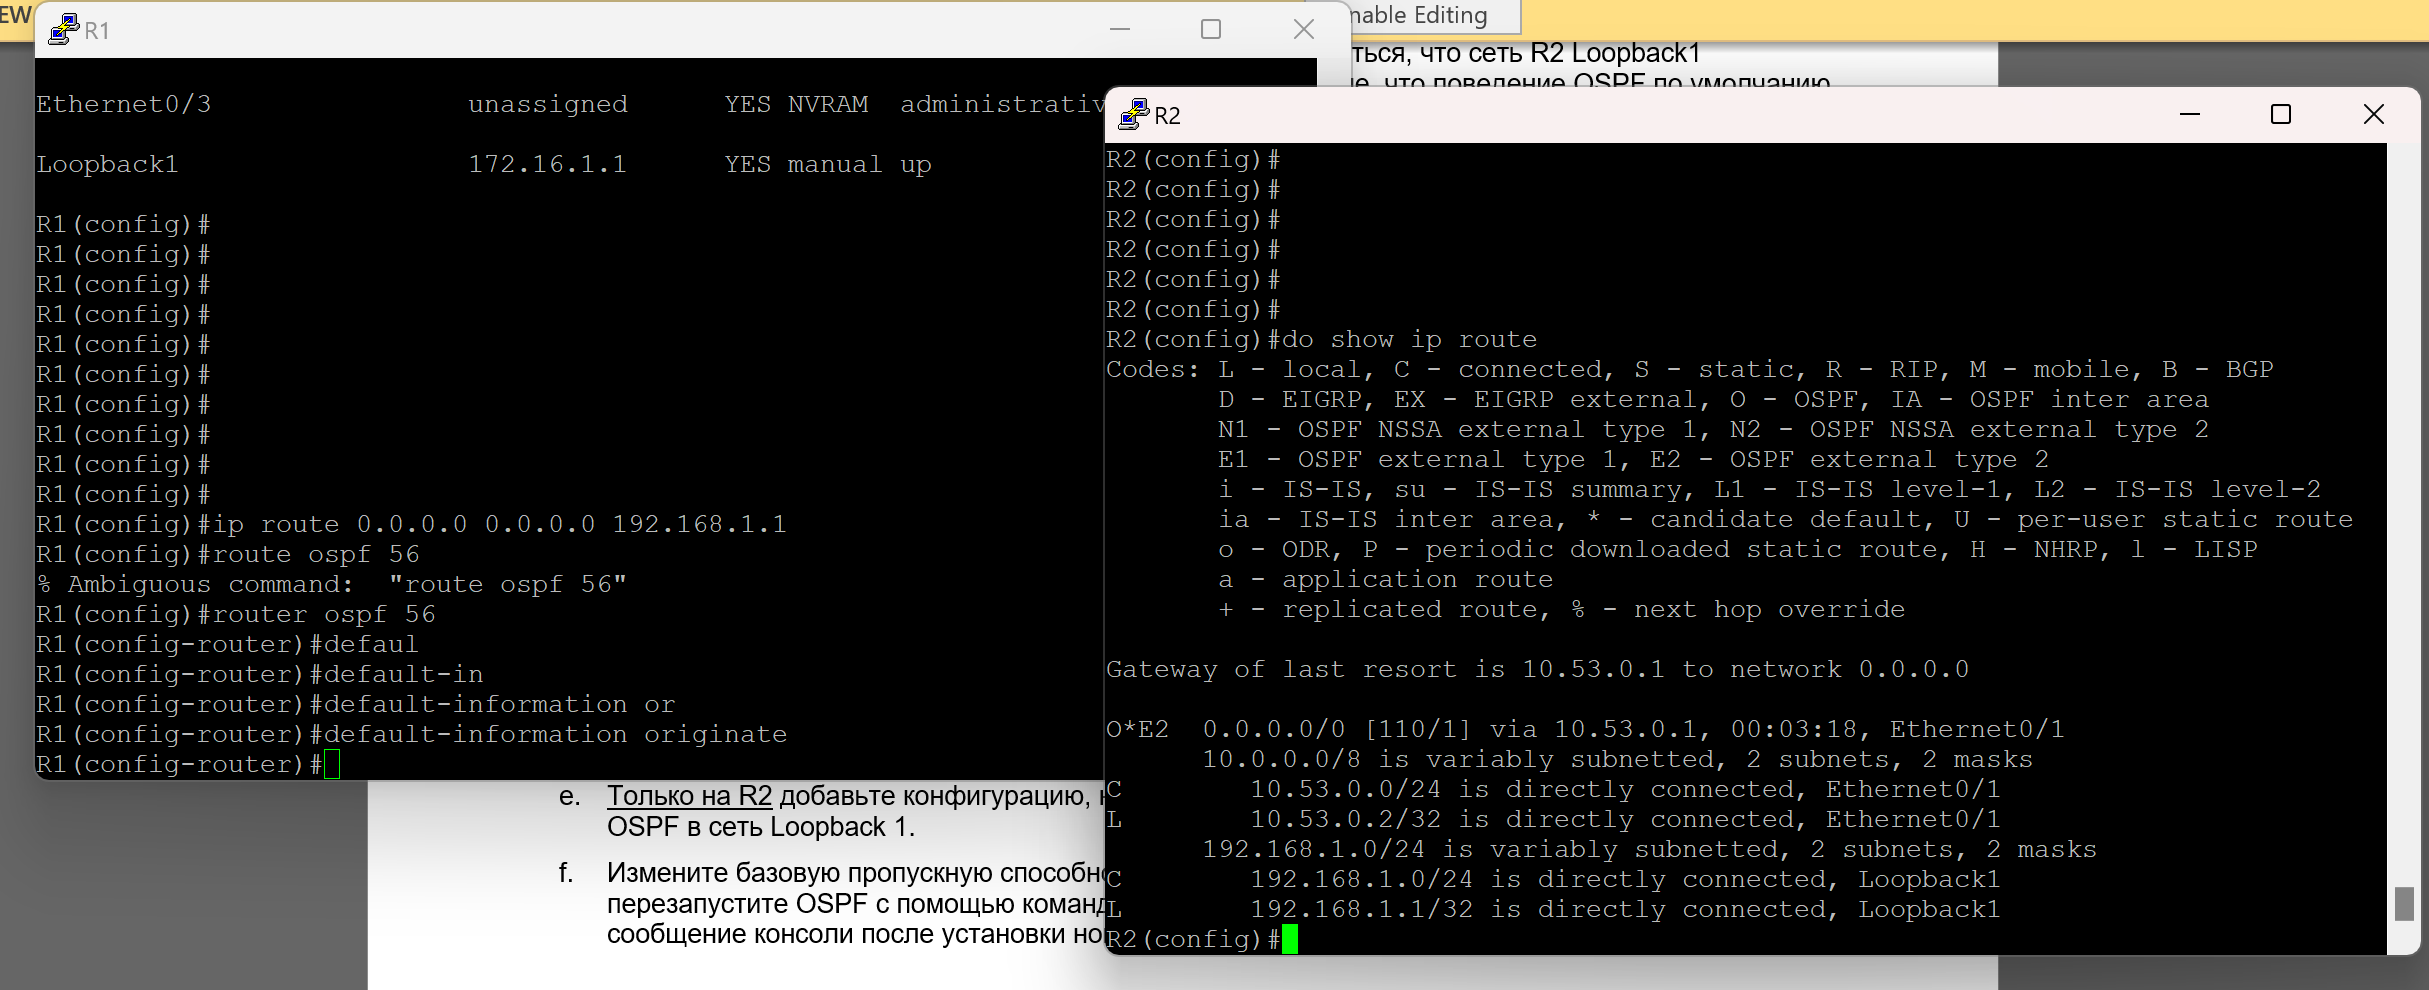 EW
nable Editing
R1
ться, что сеть R2 Loopback1
что поведение OSPF по умолчанию
Ethernet0/3 unassigned YES NVRAM administrativ
Loopback1 172.16.1.1 YES manual up
R1(config)#
R1(config)#
R1(config)#
R1(config)#
R1(config)#
R1(config)#
R1(config)#
R1(config)#
R1(config)#
R1(config)#
R1(config)#ip route 0.0.0.0 0.0.0.0 192.168.1.1
R1(config)#route ospf 56
% Ambiguous command:  "route ospf 56"
R1(config)#router ospf 56
R1(config-router)#defaul
R1(config-router)#default-in
R1(config-router)#default-information or
R1(config-router)#default-information originate
R1(config-router)#
R2
R2(config)#
R2(config)#
R2(config)#
R2(config)#
R2(config)#
R2(config)#
R2(config)#do show ip route
Codes: L - local, C - connected, S - static, R - RIP, M - mobile, B - BGP
D - EIGRP, EX - EIGRP external, O - OSPF, IA - OSPF inter area
N1 - OSPF NSSA external type 1, N2 - OSPF NSSA external type 2
E1 - OSPF external type 1, E2 - OSPF external type 2
i - IS-IS, su - IS-IS summary, L1 - IS-IS level-1, L2 - IS-IS level-2
ia - IS-IS inter area, * - candidate default, U - per-user static route
o - ODR, P - periodic downloaded static route, H - NHRP, l - LISP
a - application route
+ - replicated route, % - next hop override
Gateway of last resort is 10.53.0.1 to network 0.0.0.0
O*E2  0.0.0.0/0 [110/1] via 10.53.0.1, 00:03:18, Ethernet0/1
10.0.0.0/8 is variably subnetted, 2 subnets, 2 masks
C 10.53.0.0/24 is directly connected, Ethernet0/1
L 10.53.0.2/32 is directly connected, Ethernet0/1
192.168.1.0/24 is variably subnetted, 2 subnets, 2 masks
C 192.168.1.0/24 is directly connected, Loopback1
L 192.168.1.1/32 is directly connected, Loopback1
R2(config)#
e. Только на R2 добавьте конфигурацию,
OSPF в сеть Loopback 1.
f. Измените базовую пропускную способно
перезапустите OSPF с помощью команд
сообщение консоли после установки но